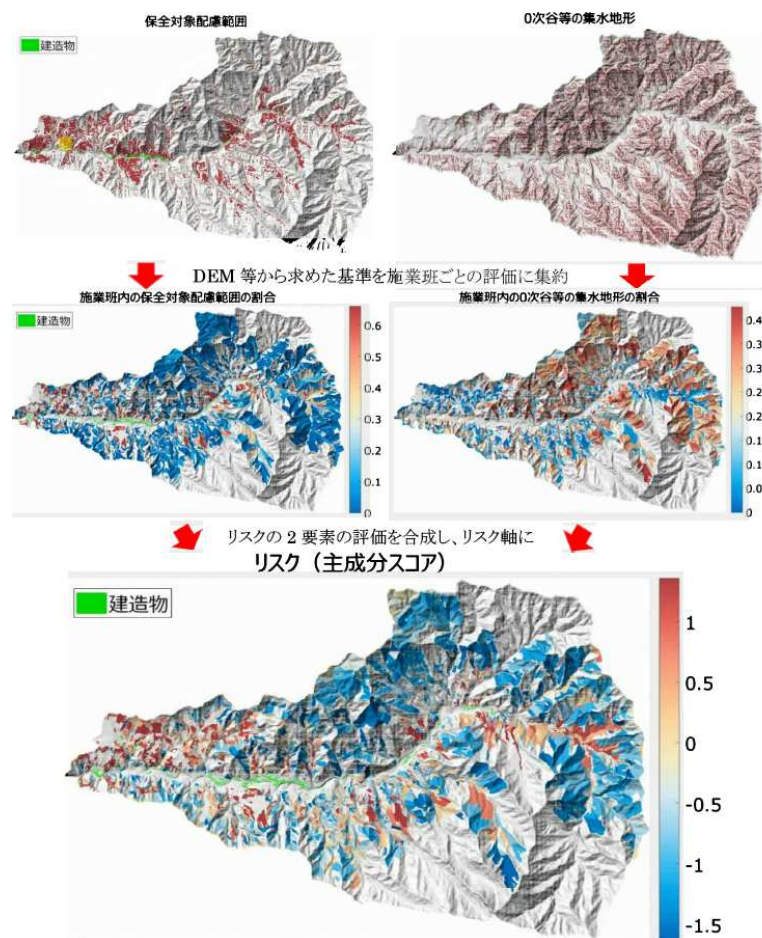 保全対象配慮範囲
0次谷等の集水地形
建造物
DEM 等から求めた基準を施業班ごとの評価に集約
施業班内の保全対象配慮範囲の割合
施業班内の0次谷等の集水地形の割合
建造物
0.6
0.5
0.4
0.3
0.2
0.1
0
0.4
0.3
0.3
0.2
0.2
0.1
0.1
0.0
0
リスクの 2 要素の評価を合成し、リスク軸に
リスク（主成分スコア）
建造物
1
0.5
0
-0.5
-1
-1.5